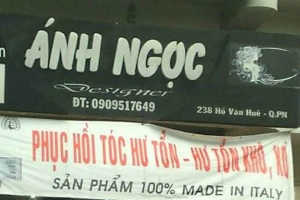 ÁNH NGỌC
Designer
ĐT: 0909517649
238 Hồ Văn Huê - Q.PN
PHỤC HỒI TÓC HƯ TỔN - HƯ TỔN KHÔ, XƠ
SẢN PHẨM 100% MADE IN ITALY